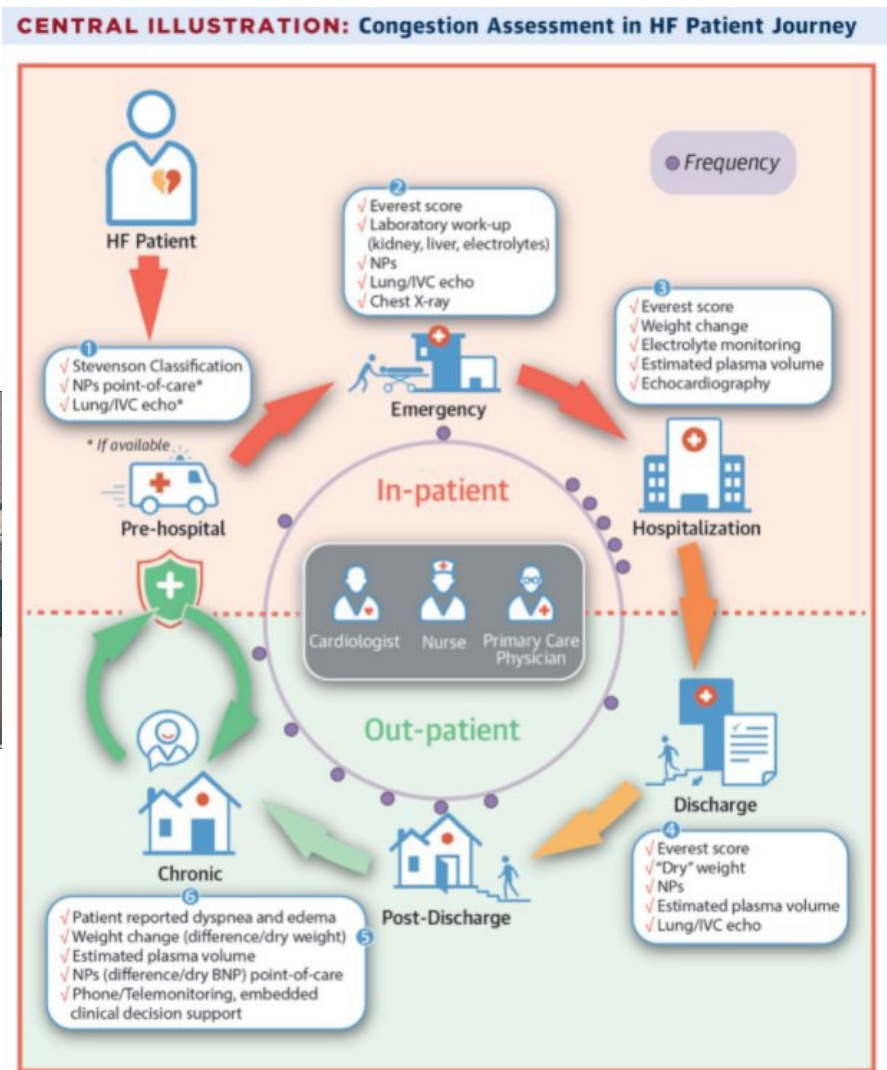 CENTRAL ILLUSTRATION: Congestion Assessment in HF Patient Journey
Frequency
HF Patient
1
√ Stevenson Classification
√ NPs point-of-care*
√ Lung/IVC echo*
* If available
Pre-hospital
2
√ Everest score
√ Laboratory work-up
(kidney, liver, electrolytes)
√ NPs
√ Lung/IVC echo
√ Chest X-ray
Emergency
3
√ Everest score
√ Weight change
√ Electrolyte monitoring
√ Estimated plasma volume
√ Echocardiography
Hospitalization
In-patient
Cardiologist
Nurse
Primary Care
Physician
Out-patient
Discharge
4
√ Everest score
√ "Dry" weight
√ NPs
√ Estimated plasma volume
√ Lung/IVC echo
Post-Discharge
Chronic
6
√ Patient reported dyspnea and edema
√ Weight change (difference/dry weight) 5
√ Estimated plasma volume
√ NPs (difference/dry BNP) point-of-care
√ Phone/Telemonitoring, embedded
clinical decision support